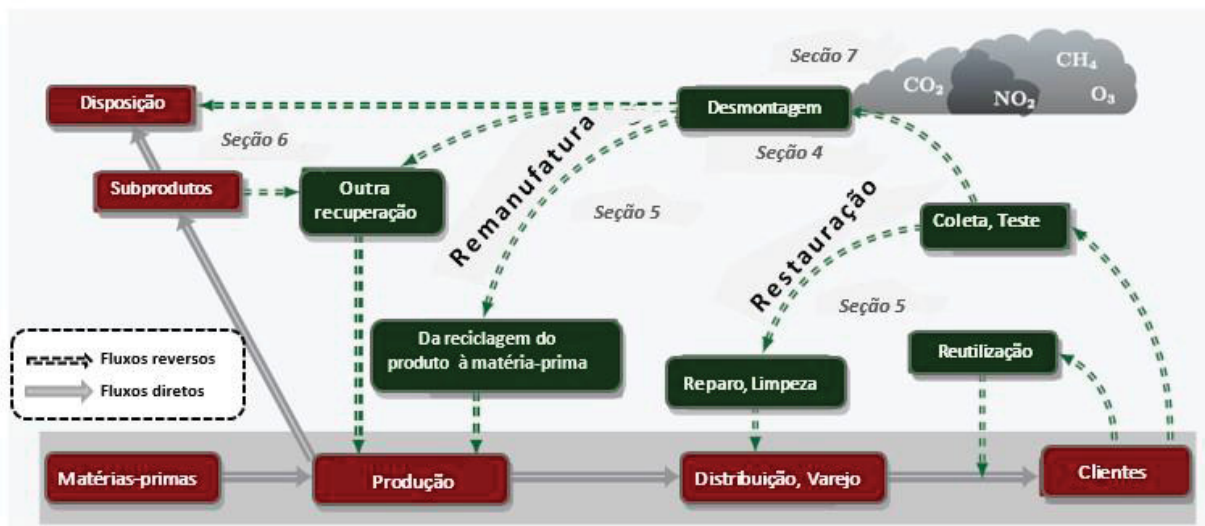 Seção 7
CO₂
CH₄
NO₂
O₃
Disposição
Desmontagem
Seção 6
Seção 4
Subprodutos
Outra
recuperação
Remanufatura
Seção 5
Restauração
Coleta, Teste
Seção 5
Da reciclagem do
produto à matéria-prima
Reutilização
Reparo, Limpeza
Fluxos reversos
Fluxos diretos
Matérias-primas
Produção
Distribuição, Varejo
Clientes